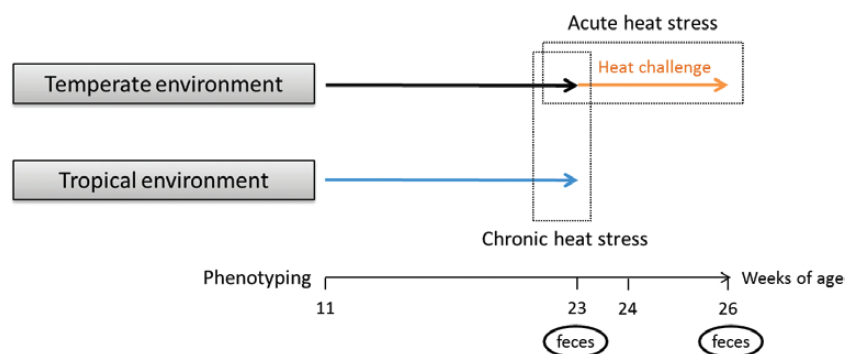 Acute heat stress
Temperate environment
Heat challenge
Tropical environment
Chronic heat stress
Phenotyping
Weeks of age
11 23 24 26
feces feces